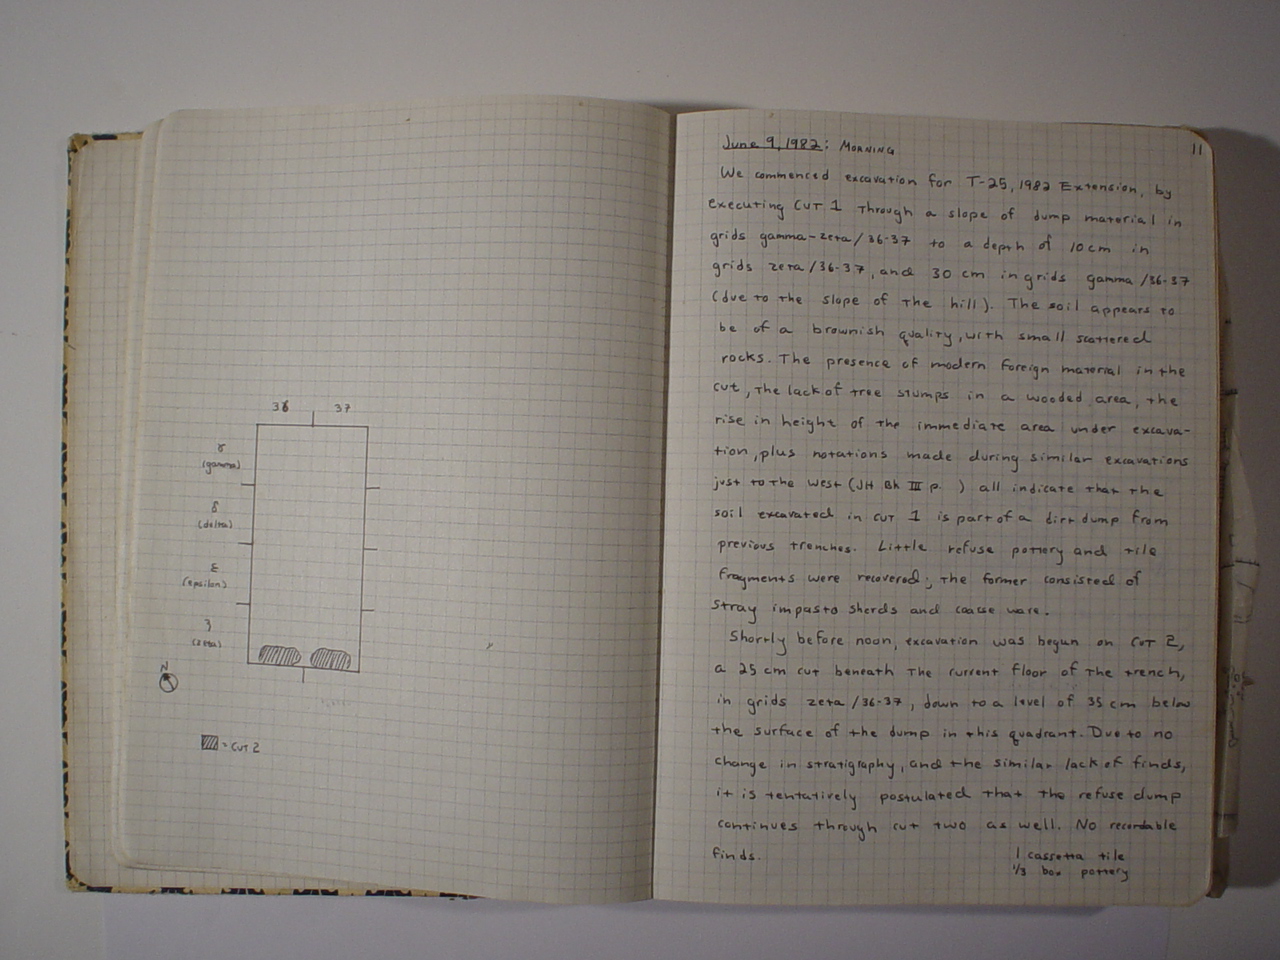 36 37
γ
(gamma)
δ
(delta)
ε
(epsilon)
ζ
(zeta)
N
= CUT 2
11
June 9, 1982: MORNING
We commenced excavation for T-25, 1982 Extension, by
executing CUT 1 through a slope of dump material in
grids gamma-zeta/36-37 to a depth of 10 cm in
grids zeta/36-37, and 30 cm in grids gamma/36-37
(due to the slope of the hill). The soil appears to
be of a brownish quality, with small scattered
rocks. The presence of modern foreign material in the
cut, the lack of tree stumps in a wooded area, the
rise in height of the immediate area under excava-
tion, plus notations made during similar excavations
just to the West (JH Bk III p. ) all indicate that the
soil excavated in CUT 1 is part of a dirt dump from
previous trenches. Little refuse pottery and tile
fragments were recovered; the former consisted of
stray impasto sherds and coarse ware.
Shortly before noon, excavation was begun on CUT 2,
a 25 cm cut beneath the current floor of the trench,
in grids zeta/36-37, down to a level of 35 cm below
the surface of the dump in this quadrant. Due to no
change in stratigraphy, and the similar lack of finds,
it is tentatively postulated that the refuse dump
continues through cut two as well. No recordable
finds.
1 cassetta tile
1/3 box pottery